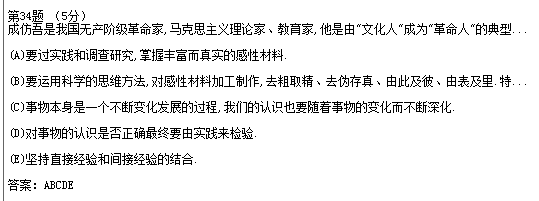 第34题 (5分)
成仿吾是我国无产阶级革命家,马克思主义理论家、教育家,他是由“文化人”成为“革命人”的典型...
(A)要过实践和调查研究,掌握丰富而真实的感性材料.
(B)要运用科学的思维方法,对感性材料加工制作,去粗取精、去伪存真、由此及彼、由表及里.特...
(C)事物本身是一个不断变化发展的过程,我们的认识也要随着事物的变化而不断深化.
(D)对事物的认识是否正确最终要由实践来检验.
(E)坚持直接经验和间接经验的结合.
答案: ABCDE